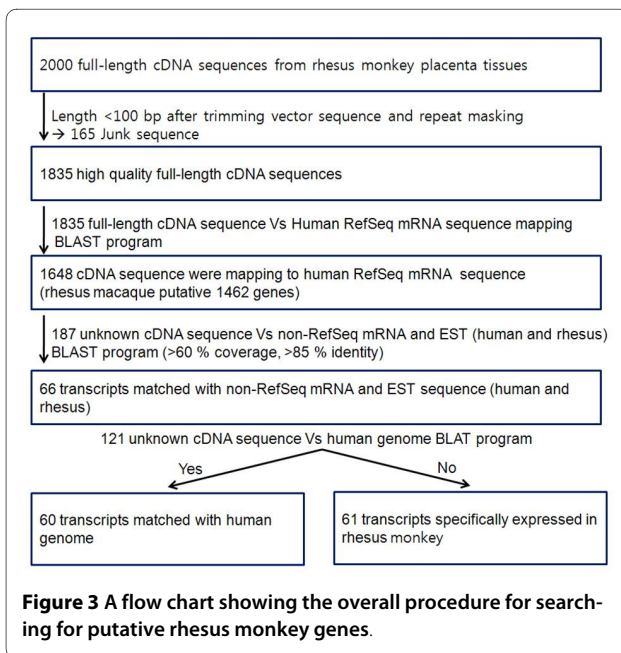 2000 full-length cDNA sequences from rhesus monkey placenta tissues
Length <100 bp after trimming vector sequence and repeat masking
→ 165 Junk sequence
1835 high quality full-length cDNA sequences
1835 full-length cDNA sequence Vs Human RefSeq mRNA sequence mapping
BLAST program
1648 cDNA sequence were mapping to human RefSeq mRNA sequence
(rhesus macaque putative 1462 genes)
187 unknown cDNA sequence Vs non-RefSeq mRNA and EST (human and rhesus)
BLAST program (>60 % coverage, >85 % identity)
66 transcripts matched with non-RefSeq mRNA and EST sequence (human and
rhesus)
121 unknown cDNA sequence Vs human genome BLAT program
Yes
No
60 transcripts matched with human
genome
61 transcripts specifically expressed in
rhesus monkey
Figure 3 A flow chart showing the overall procedure for search-
ing for putative rhesus monkey genes.